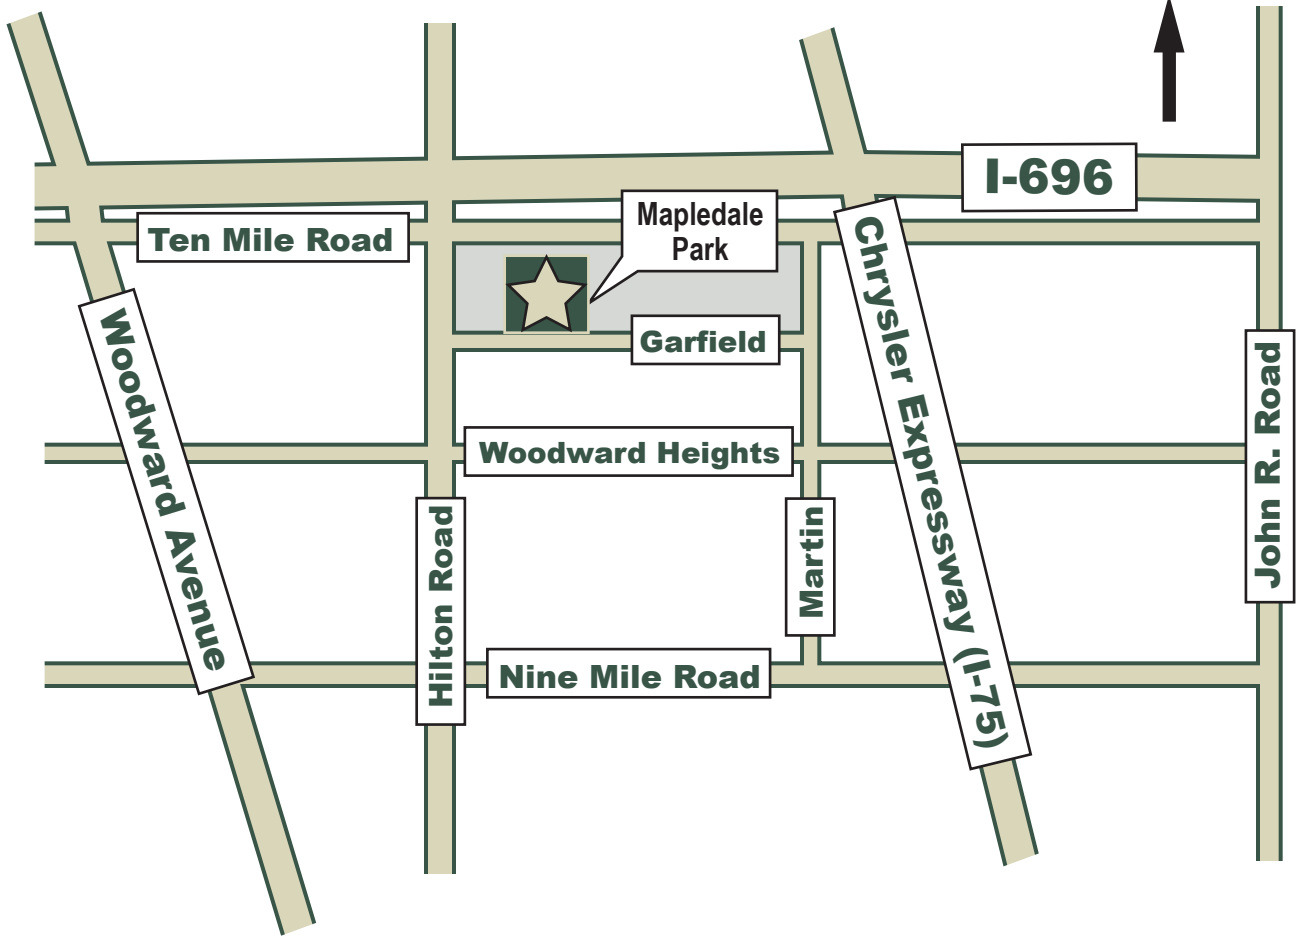 I-696
Mapledale
Park
Ten Mile Road
Chrysler Expressway (I-75)
Woodward Avenue
Garfield
John R. Road
Woodward Heights
Hilton Road
Martin
Nine Mile Road